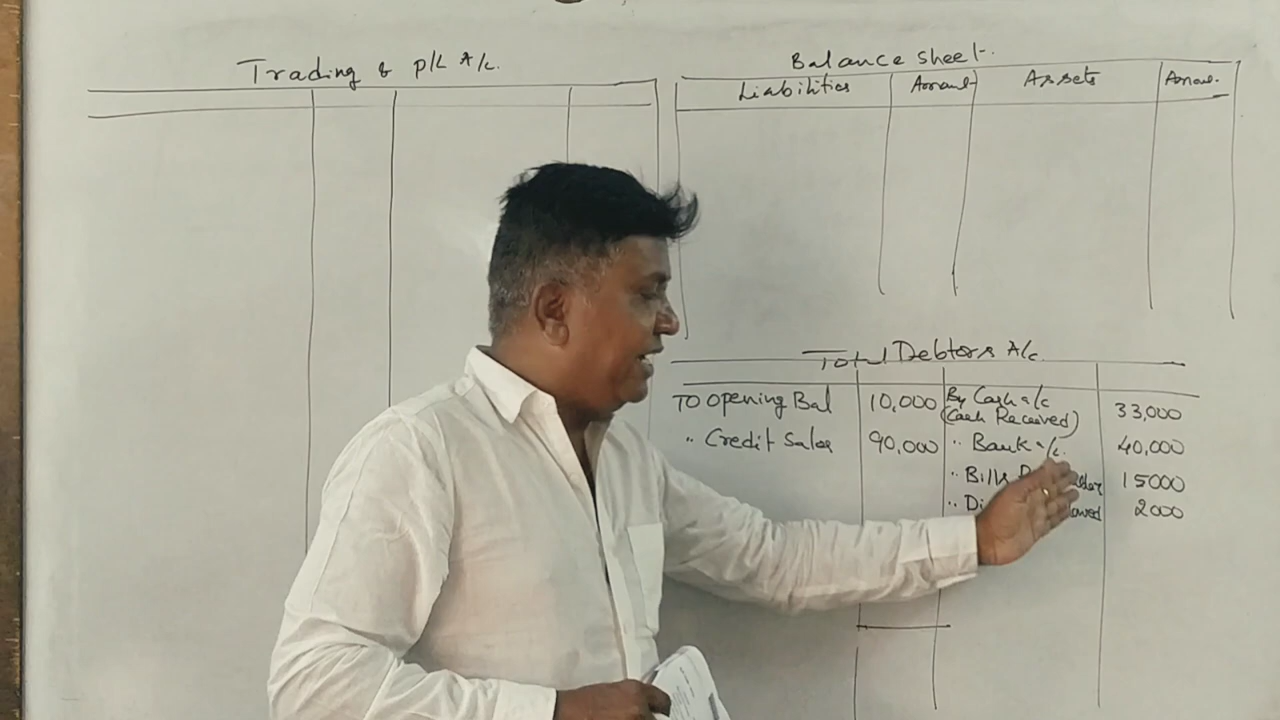 Trading & P/L A/c.
Balance Sheet
Liabilities Amount Assets Amou.
Total Debtors A/c
To Opening Bal 10,000 By Cash a/c
(Cash Received) 33,000
" Credit Sales 90,000 " Bank a/c. 40,000
" Bills 15000
" Di 2000